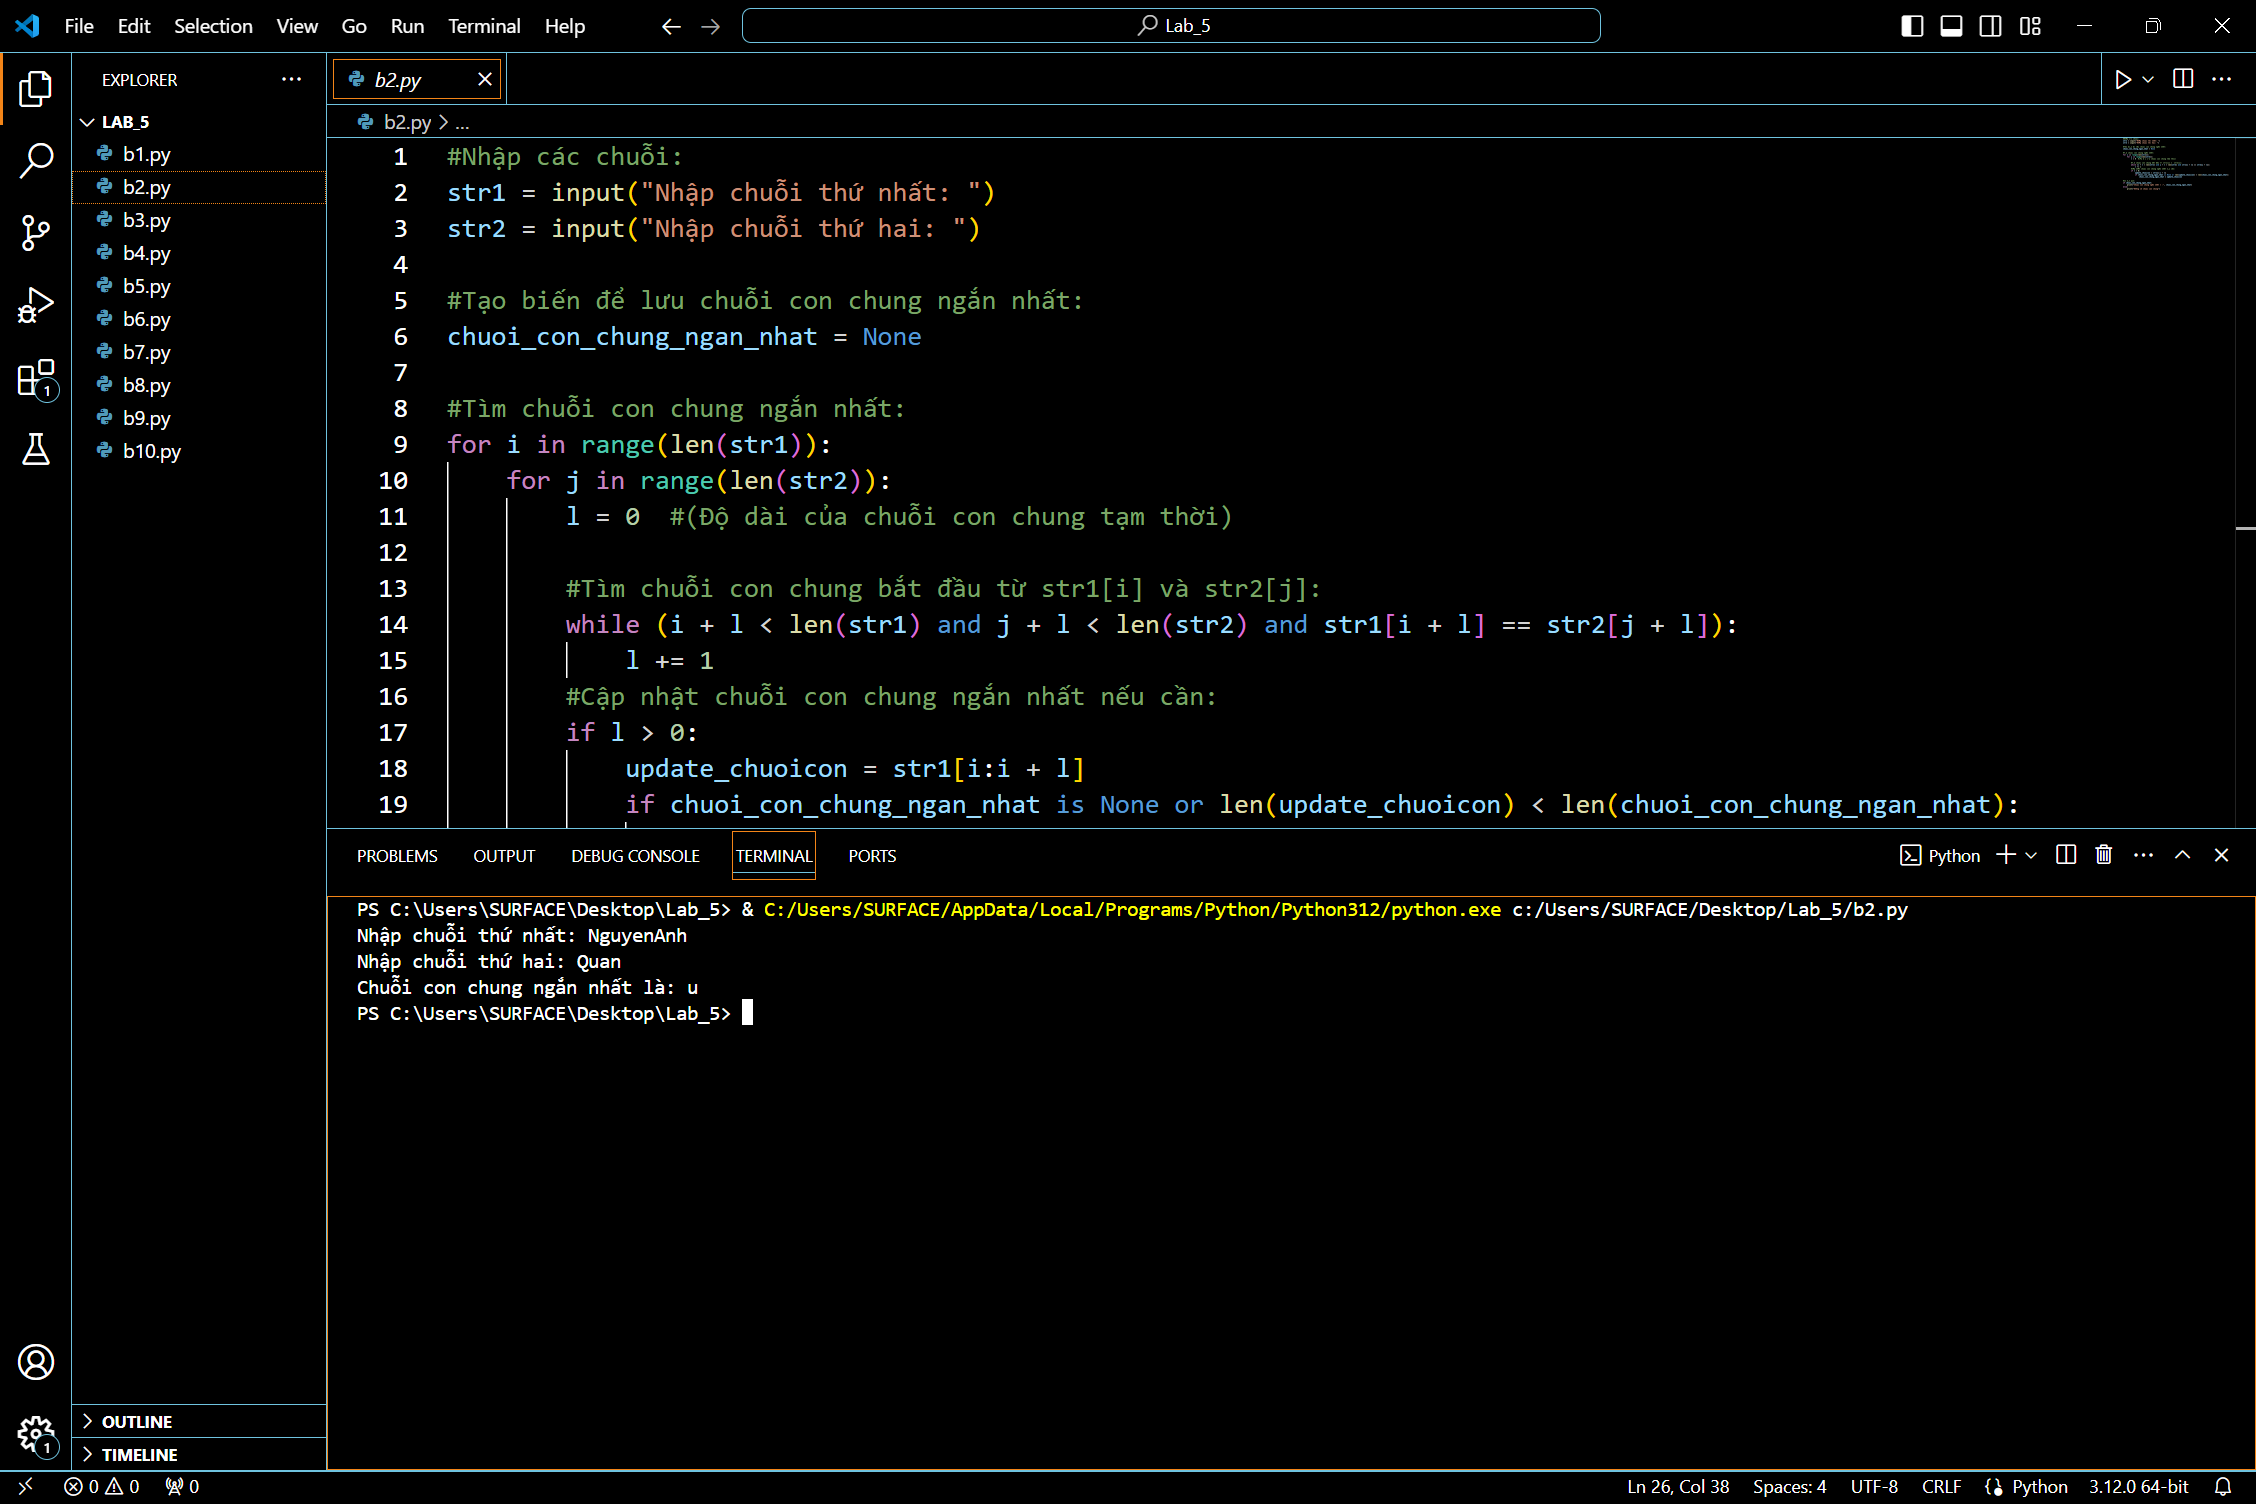 File Edit Selection View Go Run Terminal Help
Lab_5
EXPLORER
LAB_5
b1.py
b2.py
b3.py
b4.py
b5.py
b6.py
b7.py
b8.py
b9.py
b10.py
OUTLINE
TIMELINE
b2.py
b2.py > ...
1 #Nhập các chuỗi:
2 str1 = input("Nhập chuỗi thứ nhất: ")
3 str2 = input("Nhập chuỗi thứ hai: ")
4
5 #Tạo biến để lưu chuỗi con chung ngắn nhất:
6 chuoi_con_chung_ngan_nhat = None
7
8 #Tìm chuỗi con chung ngắn nhất:
9 for i in range(len(str1)):
10 for j in range(len(str2)):
11 l = 0 #(Độ dài của chuỗi con chung tạm thời)
12
13 #Tìm chuỗi con chung bắt đầu từ str1[i] và str2[j]:
14 while (i + l < len(str1) and j + l < len(str2) and str1[i + l] == str2[j + l]):
15 l += 1
16 #Cập nhật chuỗi con chung ngắn nhất nếu cần:
17 if l > 0:
18 update_chuoicon = str1[i:i + l]
19 if chuoi_con_chung_ngan_nhat is None or len(update_chuoicon) < len(chuoi_con_chung_ngan_nhat):
PROBLEMS OUTPUT DEBUG CONSOLE TERMINAL PORTS
Python
PS C:\Users\SURFACE\Desktop\Lab_5> & C:/Users/SURFACE/AppData/Local/Programs/Python/Python312/python.exe c:/Users/SURFACE/Desktop/Lab_5/b2.py
Nhập chuỗi thứ nhất: NguyenAnh
Nhập chuỗi thứ hai: Quan
Chuỗi con chung ngắn nhất là: u
PS C:\Users\SURFACE\Desktop\Lab_5>
1
1
0 0 0
Ln 26, Col 38 Spaces: 4 UTF-8 CRLF Python 3.12.0 64-bit